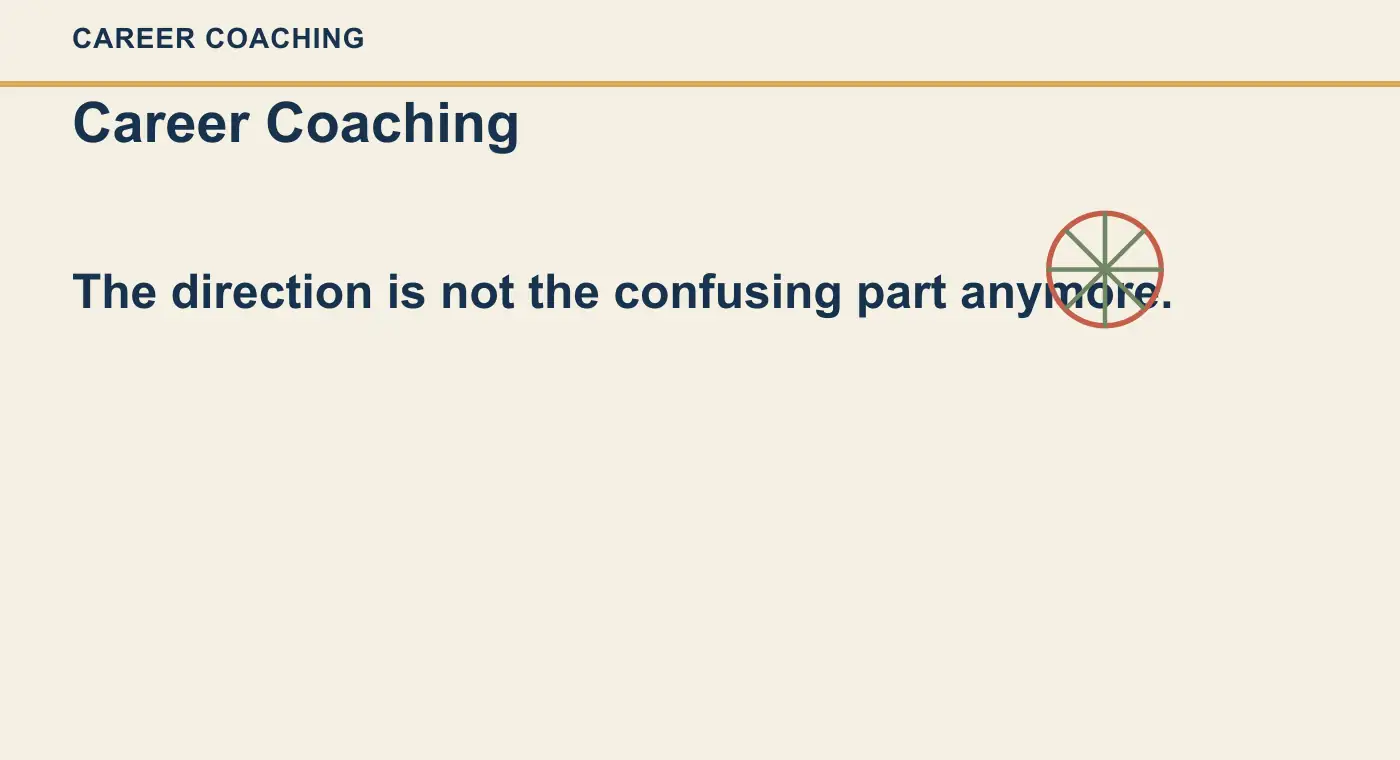 CAREER COACHING
Career Coaching
The direction is not the confusing part anymore.